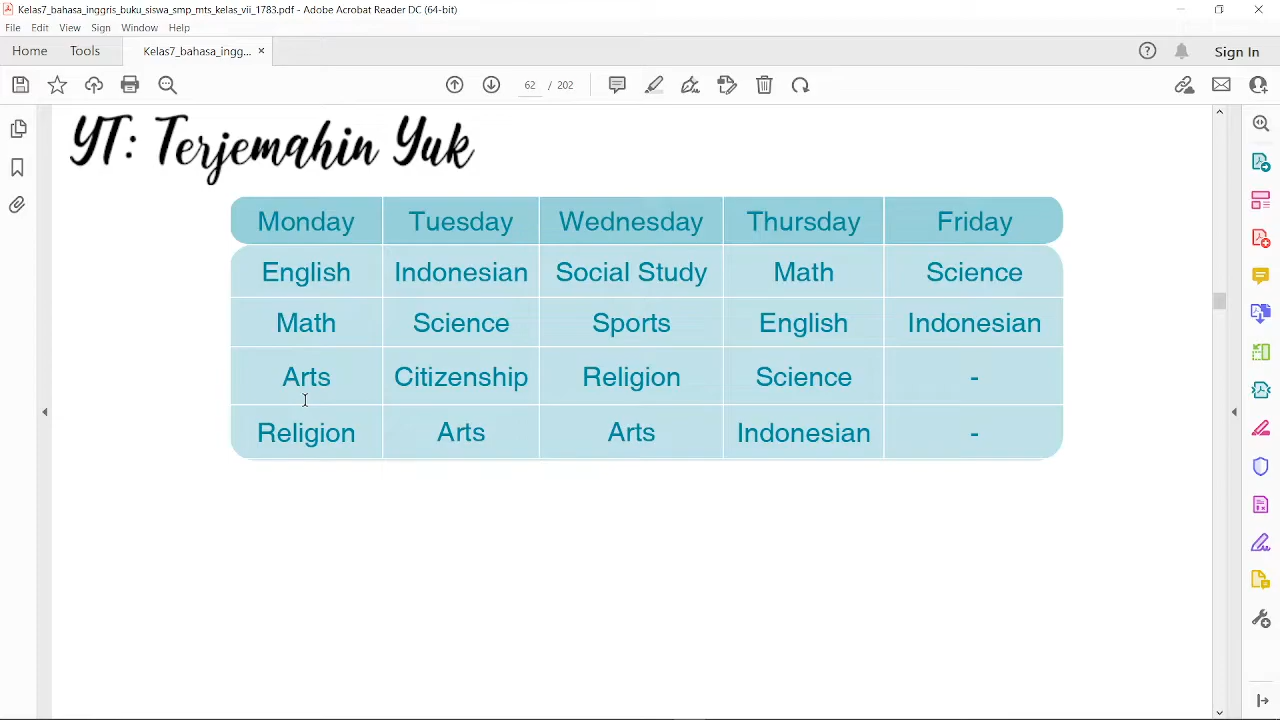 Kelas7_bahasa_inggris_buku_siswa_smp_mts_kelas_vii_1783.pdf - Adobe Acrobat Reader DC (64-bit)
File Edit View Sign Window Help
Home Tools Kelas7_bahasa_ingg... × Sign In
62 / 202
YT: Terjemahin Yuk
Monday Tuesday Wednesday Thursday Friday
English Indonesian Social Study Math Science
Math Science Sports English Indonesian
Arts Citizenship Religion Science -
Religion Arts Arts Indonesian -